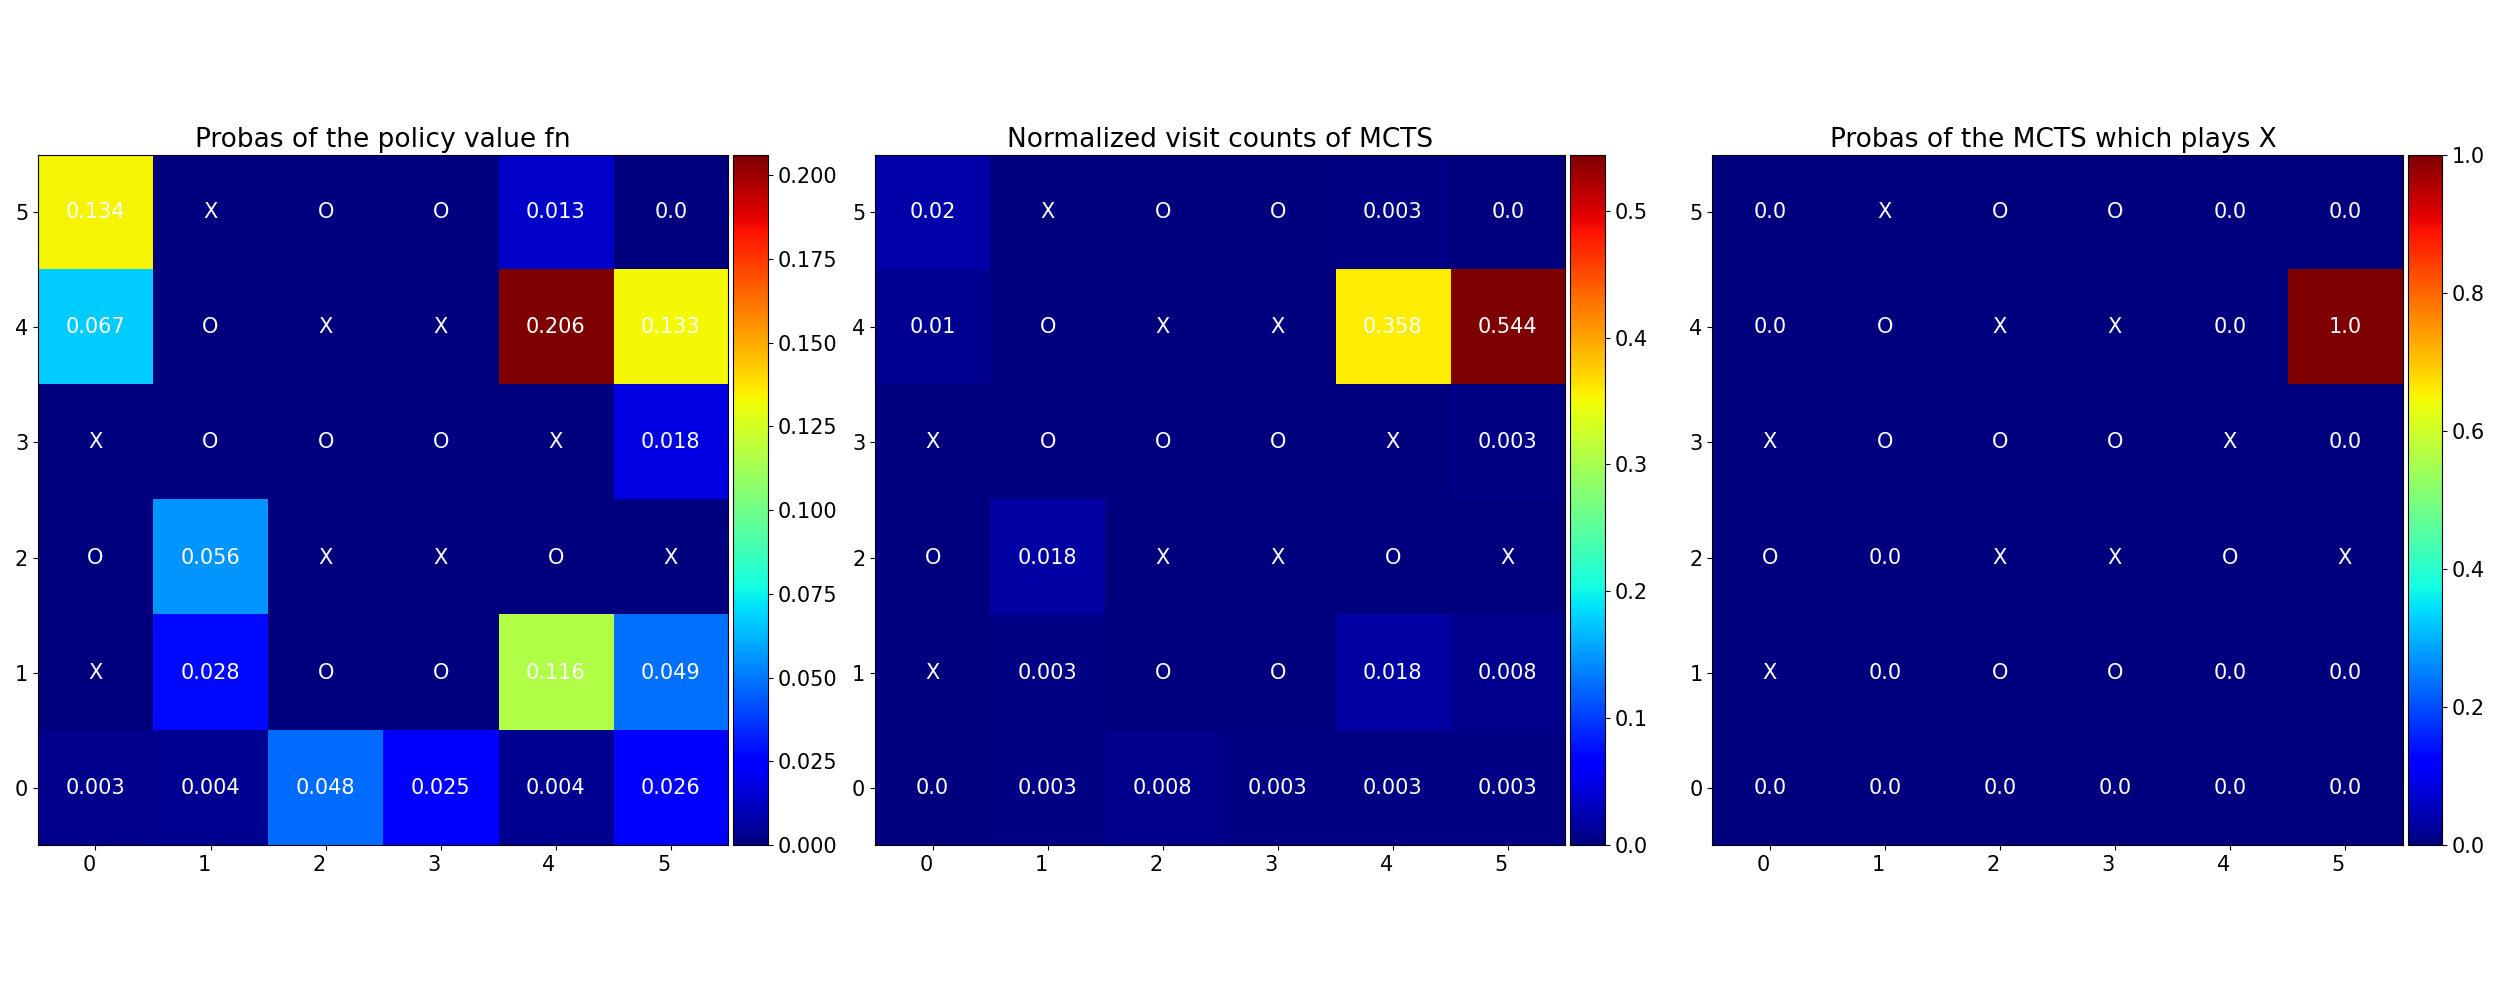 Probas of the policy value fn
5 0.134 X O O 0.013 0.0
4 0.067 O X X 0.206 0.133
3 X O O O X 0.018
2 O 0.056 X X O X
1 X 0.028 O O 0.116 0.049
0 0.003 0.004 0.048 0.025 0.004 0.026
0 1 2 3 4 5
0.200
0.175
0.150
0.125
0.100
0.075
0.050
0.025
0.000
Normalized visit counts of MCTS
5 0.02 X O O 0.003 0.0
4 0.01 O X X 0.358 0.544
3 X O O O X 0.003
2 O 0.018 X X O X
1 X 0.003 O O 0.018 0.008
0 0.0 0.003 0.008 0.003 0.003 0.003
0 1 2 3 4 5
0.5
0.4
0.3
0.2
0.1
0.0
Probas of the MCTS which plays X
5 0.0 X O O 0.0 0.0
4 0.0 O X X 0.0 1.0
3 X O O O X 0.0
2 O 0.0 X X O X
1 X 0.0 O O 0.0 0.0
0 0.0 0.0 0.0 0.0 0.0 0.0
0 1 2 3 4 5
1.0
0.8
0.6
0.4
0.2
0.0